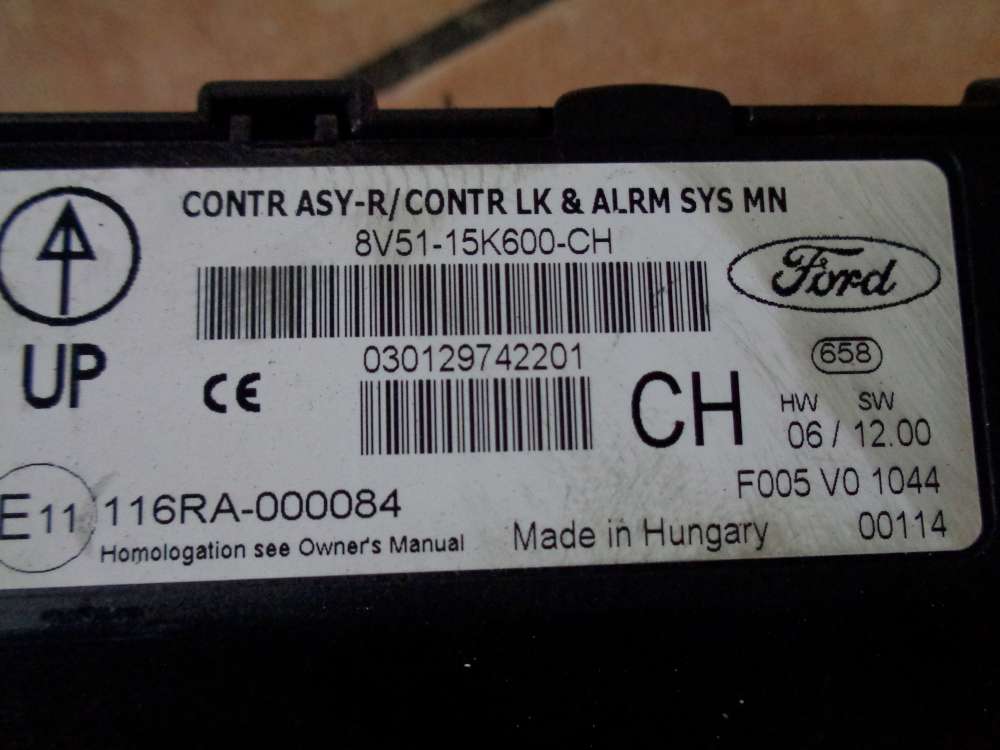 CONTR ASY-R/CONTR LK & ALRM SYS MN
8V51-15K600-CH
Ford
UP
CE
030129742201
CH
658
HW SW
06 / 12.00
E11
116RA-000084
F005 V0 1044
Homologation see Owner's Manual
Made in Hungary
00114